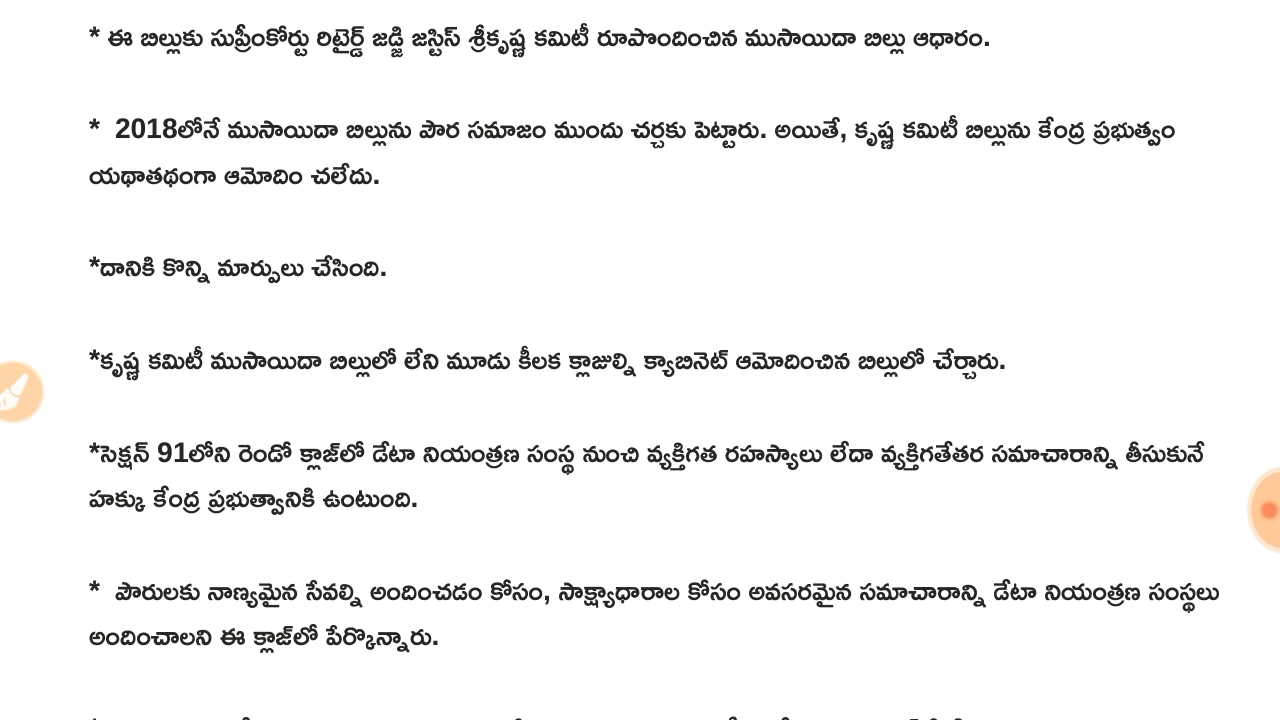 * ఈ బిల్లుకు సుప్రీంకోర్టు రిటైర్డ్ జడ్జి జస్టిస్ శ్రీకృష్ణ కమిటీ రూపొందించిన ముసాయిదా బిల్లు ఆధారం.
*  2018లోనే ముసాయిదా బిల్లును పౌర సమాజం ముందు చర్చకు పెట్టారు. అయితే, కృష్ణ కమిటీ బిల్లును కేంద్ర ప్రభుత్వం
యథాతథంగా ఆమోదిం చలేదు.
*దానికి కొన్ని మార్పులు చేసింది.
*కృష్ణ కమిటీ ముసాయిదా బిల్లులో లేని మూడు కీలక క్లాజుల్ని క్యాబినెట్ ఆమోదించిన బిల్లులో చేర్చారు.
*సెక్షన్ 91లోని రెండో క్లాజ్‌లో డేటా నియంత్రణ సంస్థ నుంచి వ్యక్తిగత రహస్యాలు లేదా వ్యక్తిగతేతర సమాచారాన్ని తీసుకునే
హక్కు కేంద్ర ప్రభుత్వానికి ఉంటుంది.
*  పౌరులకు నాణ్యమైన సేవల్ని అందించడం కోసం, సాక్ష్యాధారాల కోసం అవసరమైన సమాచారాన్ని డేటా నియంత్రణ సంస్థలు
అందించాలని ఈ క్లాజ్‌లో పేర్కొన్నారు.